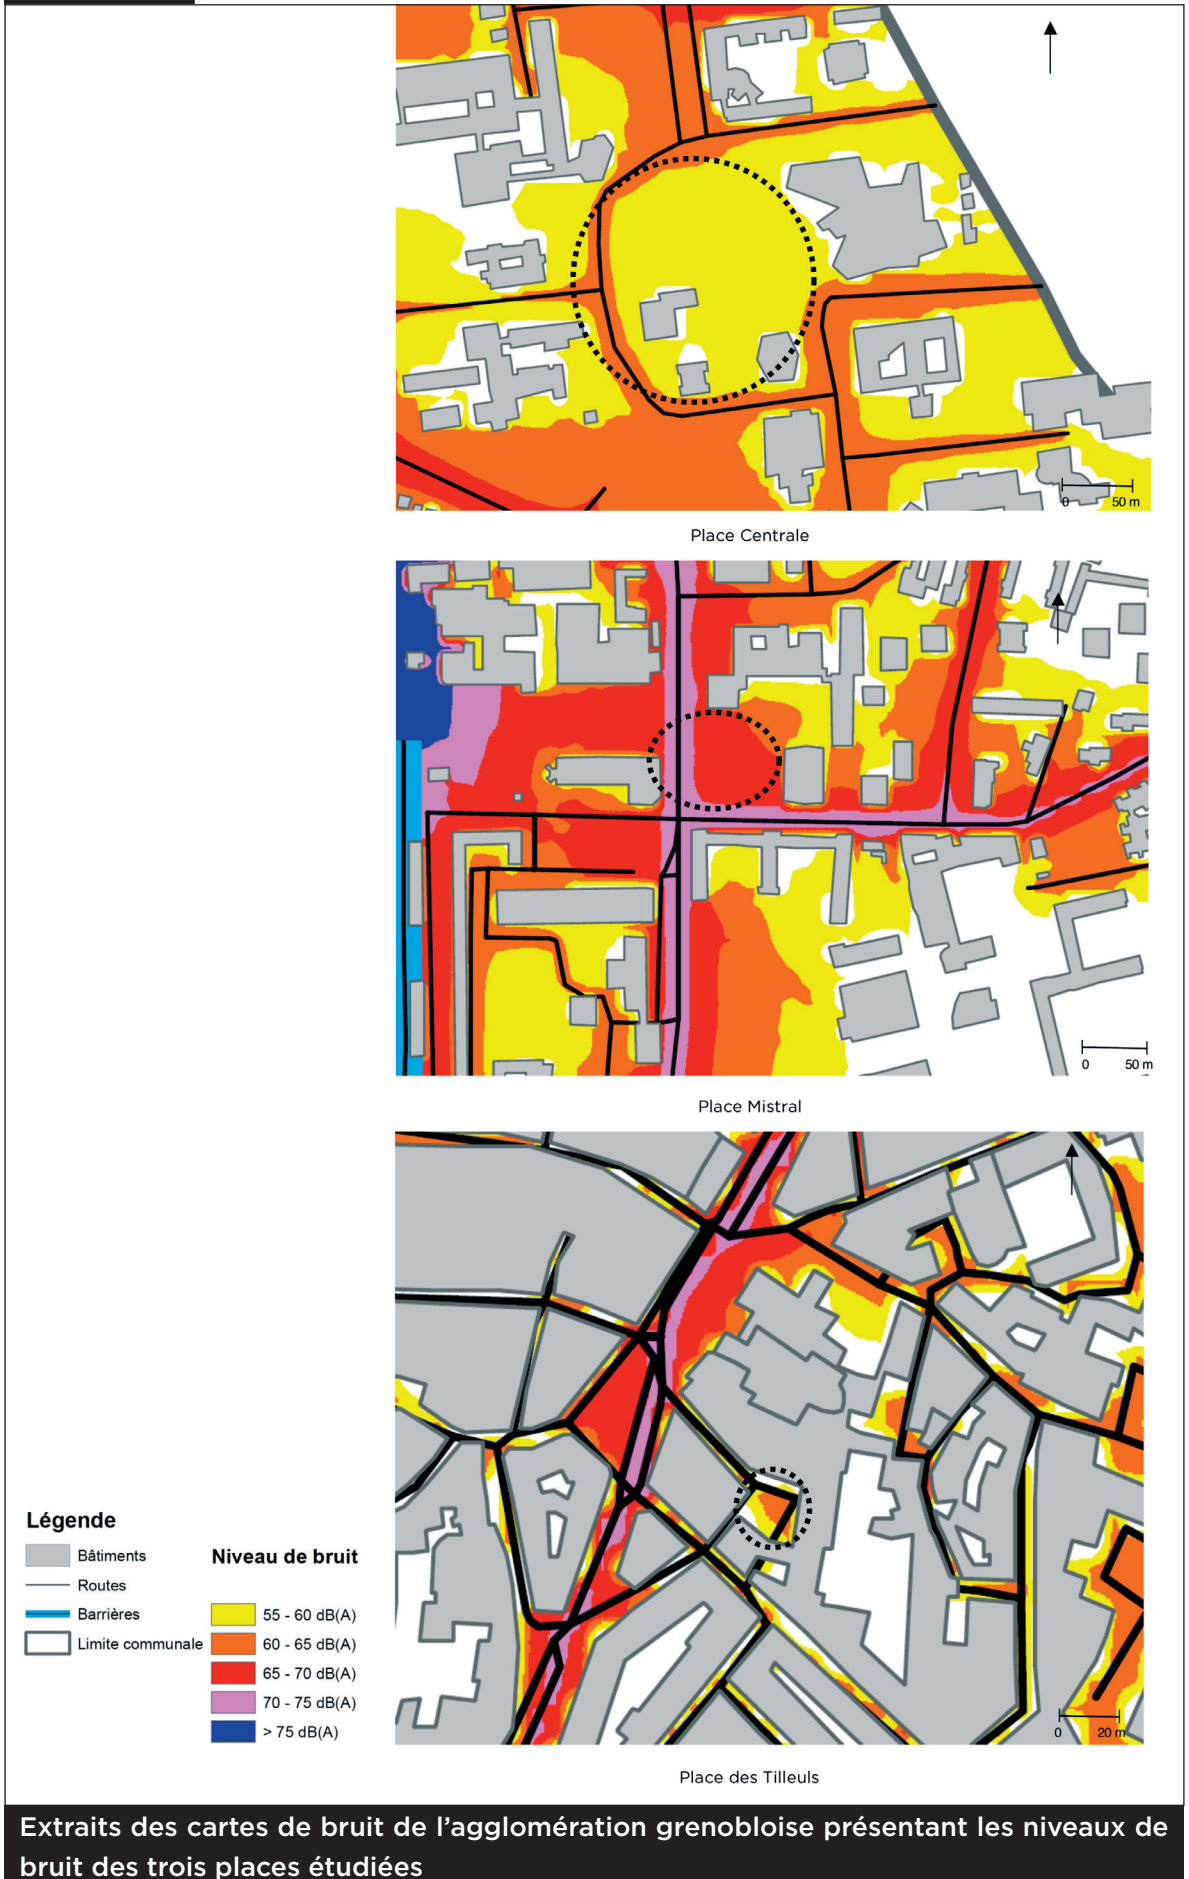 0 50 m
Place Centrale
0 50 m
Place Mistral
0 20 m
Place des Tilleuls
Légende
Bâtiments
Routes
Barrières
Limite communale
Niveau de bruit
55 - 60 dB(A)
60 - 65 dB(A)
65 - 70 dB(A)
70 - 75 dB(A)
> 75 dB(A)
Extraits des cartes de bruit de l'agglomération grenobloise présentant les niveaux de
bruit des trois places étudiées